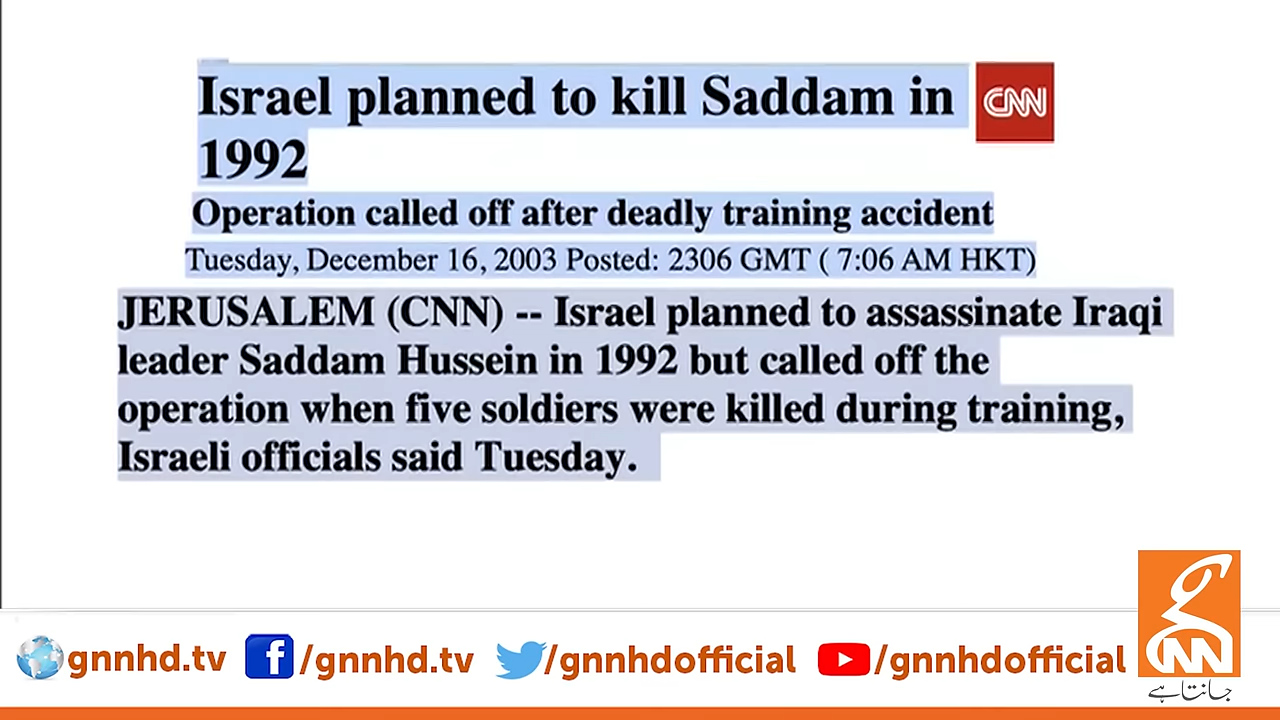 Israel planned to kill Saddam in
CNN
1992
Operation called off after deadly training accident
Tuesday, December 16, 2003 Posted: 2306 GMT ( 7:06 AM HKT)
JERUSALEM (CNN) -- Israel planned to assassinate Iraqi
leader Saddam Hussein in 1992 but called off the
operation when five soldiers were killed during training,
Israeli officials said Tuesday.
gnnhd.tv /gnnhd.tv /gnnhdofficial /gnnhdofficial
GNN
جانتا ہے